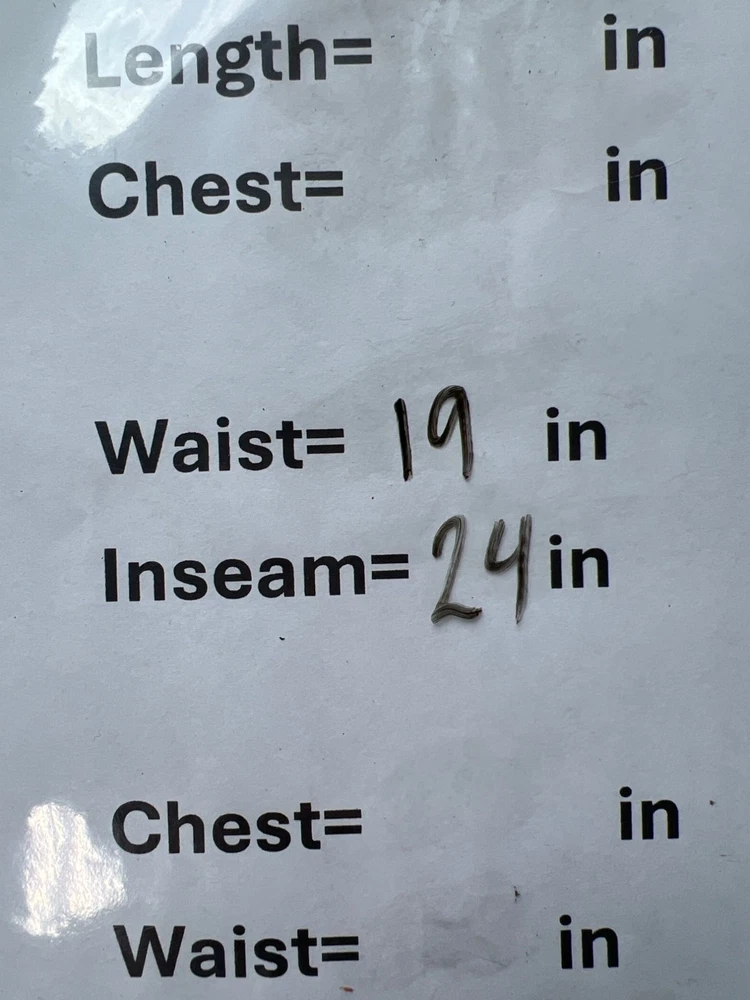 Length= in
Chest= in
Waist= 19 in
Inseam= 24 in
Chest= in
Waist= in